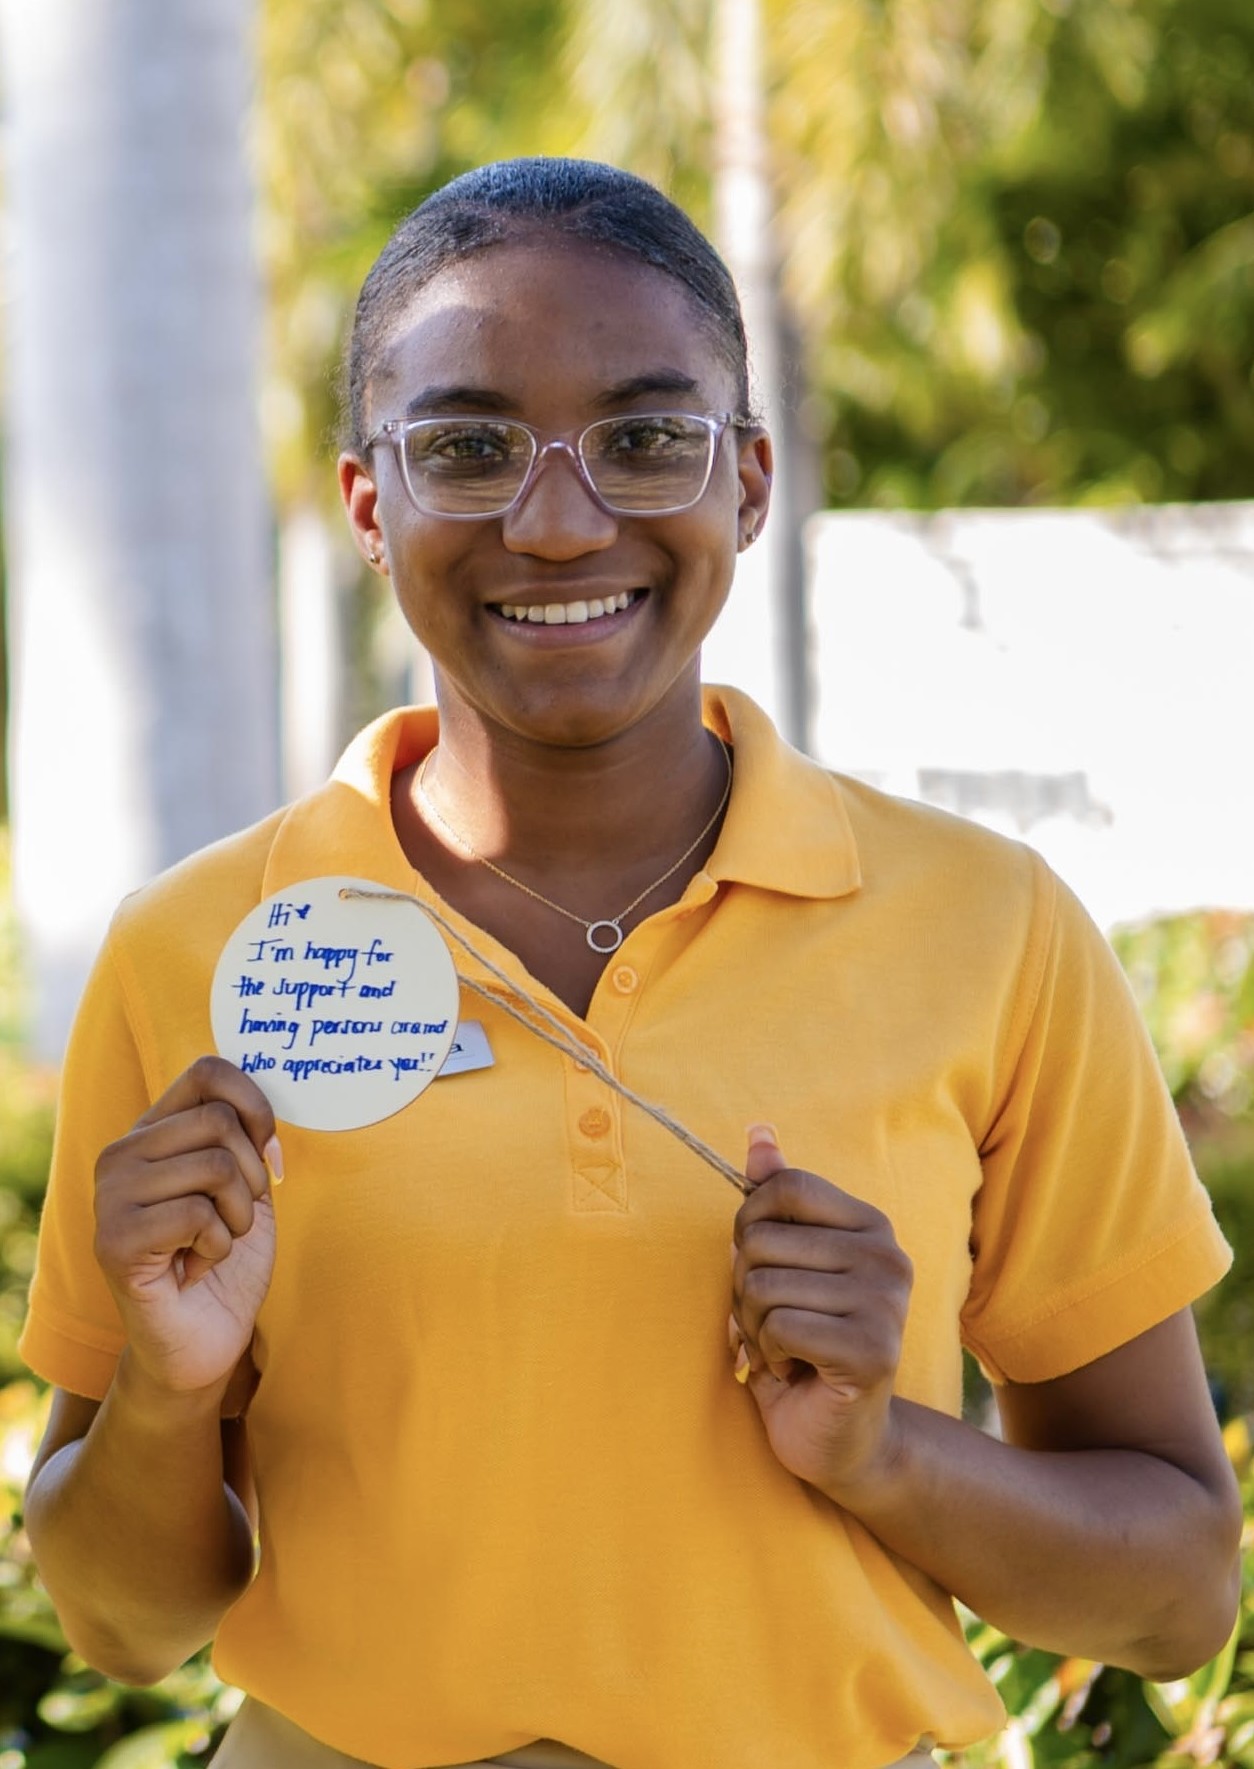 Hi
I'm happy for
the support and
having persons around
who appreciates you!!
a